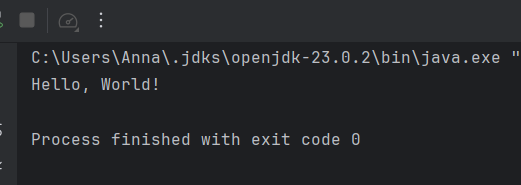 C:\Users\Anna\.jdks\openjdk-23.0.2\bin\java.exe "
Hello, World!
Process finished with exit code 0